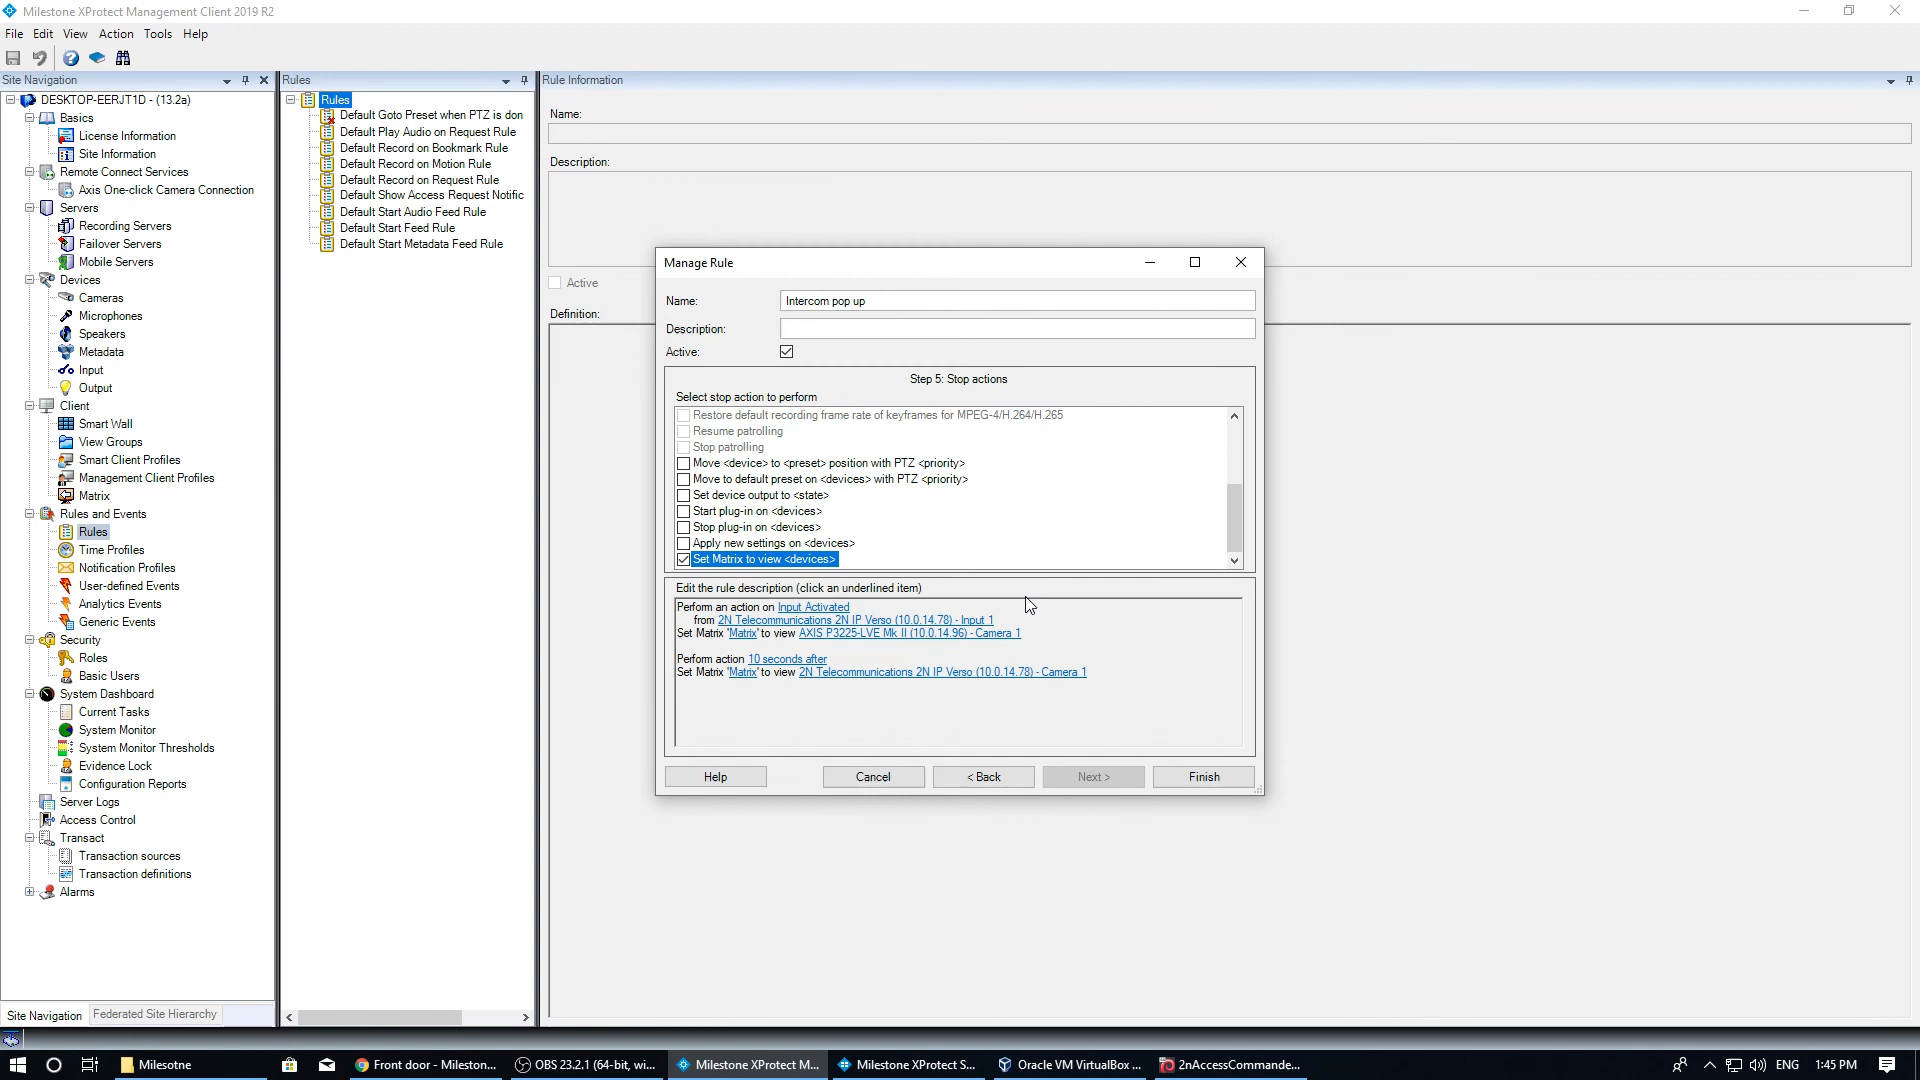 Milestone XProtect Management Client 2019 R2
File Edit View Action Tools Help
Site Navigation
DESKTOP-EERJT1D - (13.2a)
Basics
License Information
Site Information
Remote Connect Services
Axis One-click Camera Connection
Servers
Recording Servers
Failover Servers
Mobile Servers
Devices
Cameras
Microphones
Speakers
Metadata
Input
Output
Client
Smart Wall
View Groups
Smart Client Profiles
Management Client Profiles
Matrix
Rules and Events
Rules
Time Profiles
Notification Profiles
User-defined Events
Analytics Events
Generic Events
Security
Roles
Basic Users
System Dashboard
Current Tasks
System Monitor
System Monitor Thresholds
Evidence Lock
Configuration Reports
Server Logs
Access Control
Transact
Transaction sources
Transaction definitions
Alarms
Site Navigation Federated Site Hierarchy
Rules
Rules
Default Goto Preset when PTZ is don
Default Play Audio on Request Rule
Default Record on Bookmark Rule
Default Record on Motion Rule
Default Record on Request Rule
Default Show Access Request Notific
Default Start Audio Feed Rule
Default Start Feed Rule
Default Start Metadata Feed Rule
Rule Information
Name:
Description:
Active
Definition:
Manage Rule
Name: Intercom pop up
Description:
Active:
Step 5: Stop actions
Select stop action to perform
Restore default recording frame rate of keyframes for MPEG-4/H.264/H.265
Resume patrolling
Stop patrolling
Move <device> to <preset> position with PTZ <priority>
Move to default preset on <devices> with PTZ <priority>
Set device output to <state>
Start plug-in on <devices>
Stop plug-in on <devices>
Apply new settings on <devices>
Set Matrix to view <devices>
Edit the rule description (click an underlined item)
Perform an action on Input Activated
from 2N Telecommunications 2N IP Verso (10.0.14.78) - Input 1
Set Matrix 'Matrix' to view AXIS P3225-LVE Mk II (10.0.14.96) - Camera 1
Perform action 10 seconds after
Set Matrix 'Matrix' to view 2N Telecommunications 2N IP Verso (10.0.14.78) - Camera 1
Help Cancel < Back Next > Finish
Milesotne Front door - Mileston... OBS 23.2.1 (64-bit, wi... Milestone XProtect M... Milestone XProtect S... Oracle VM VirtualBox ... 2nAccessCommande... ENG 1:45 PM